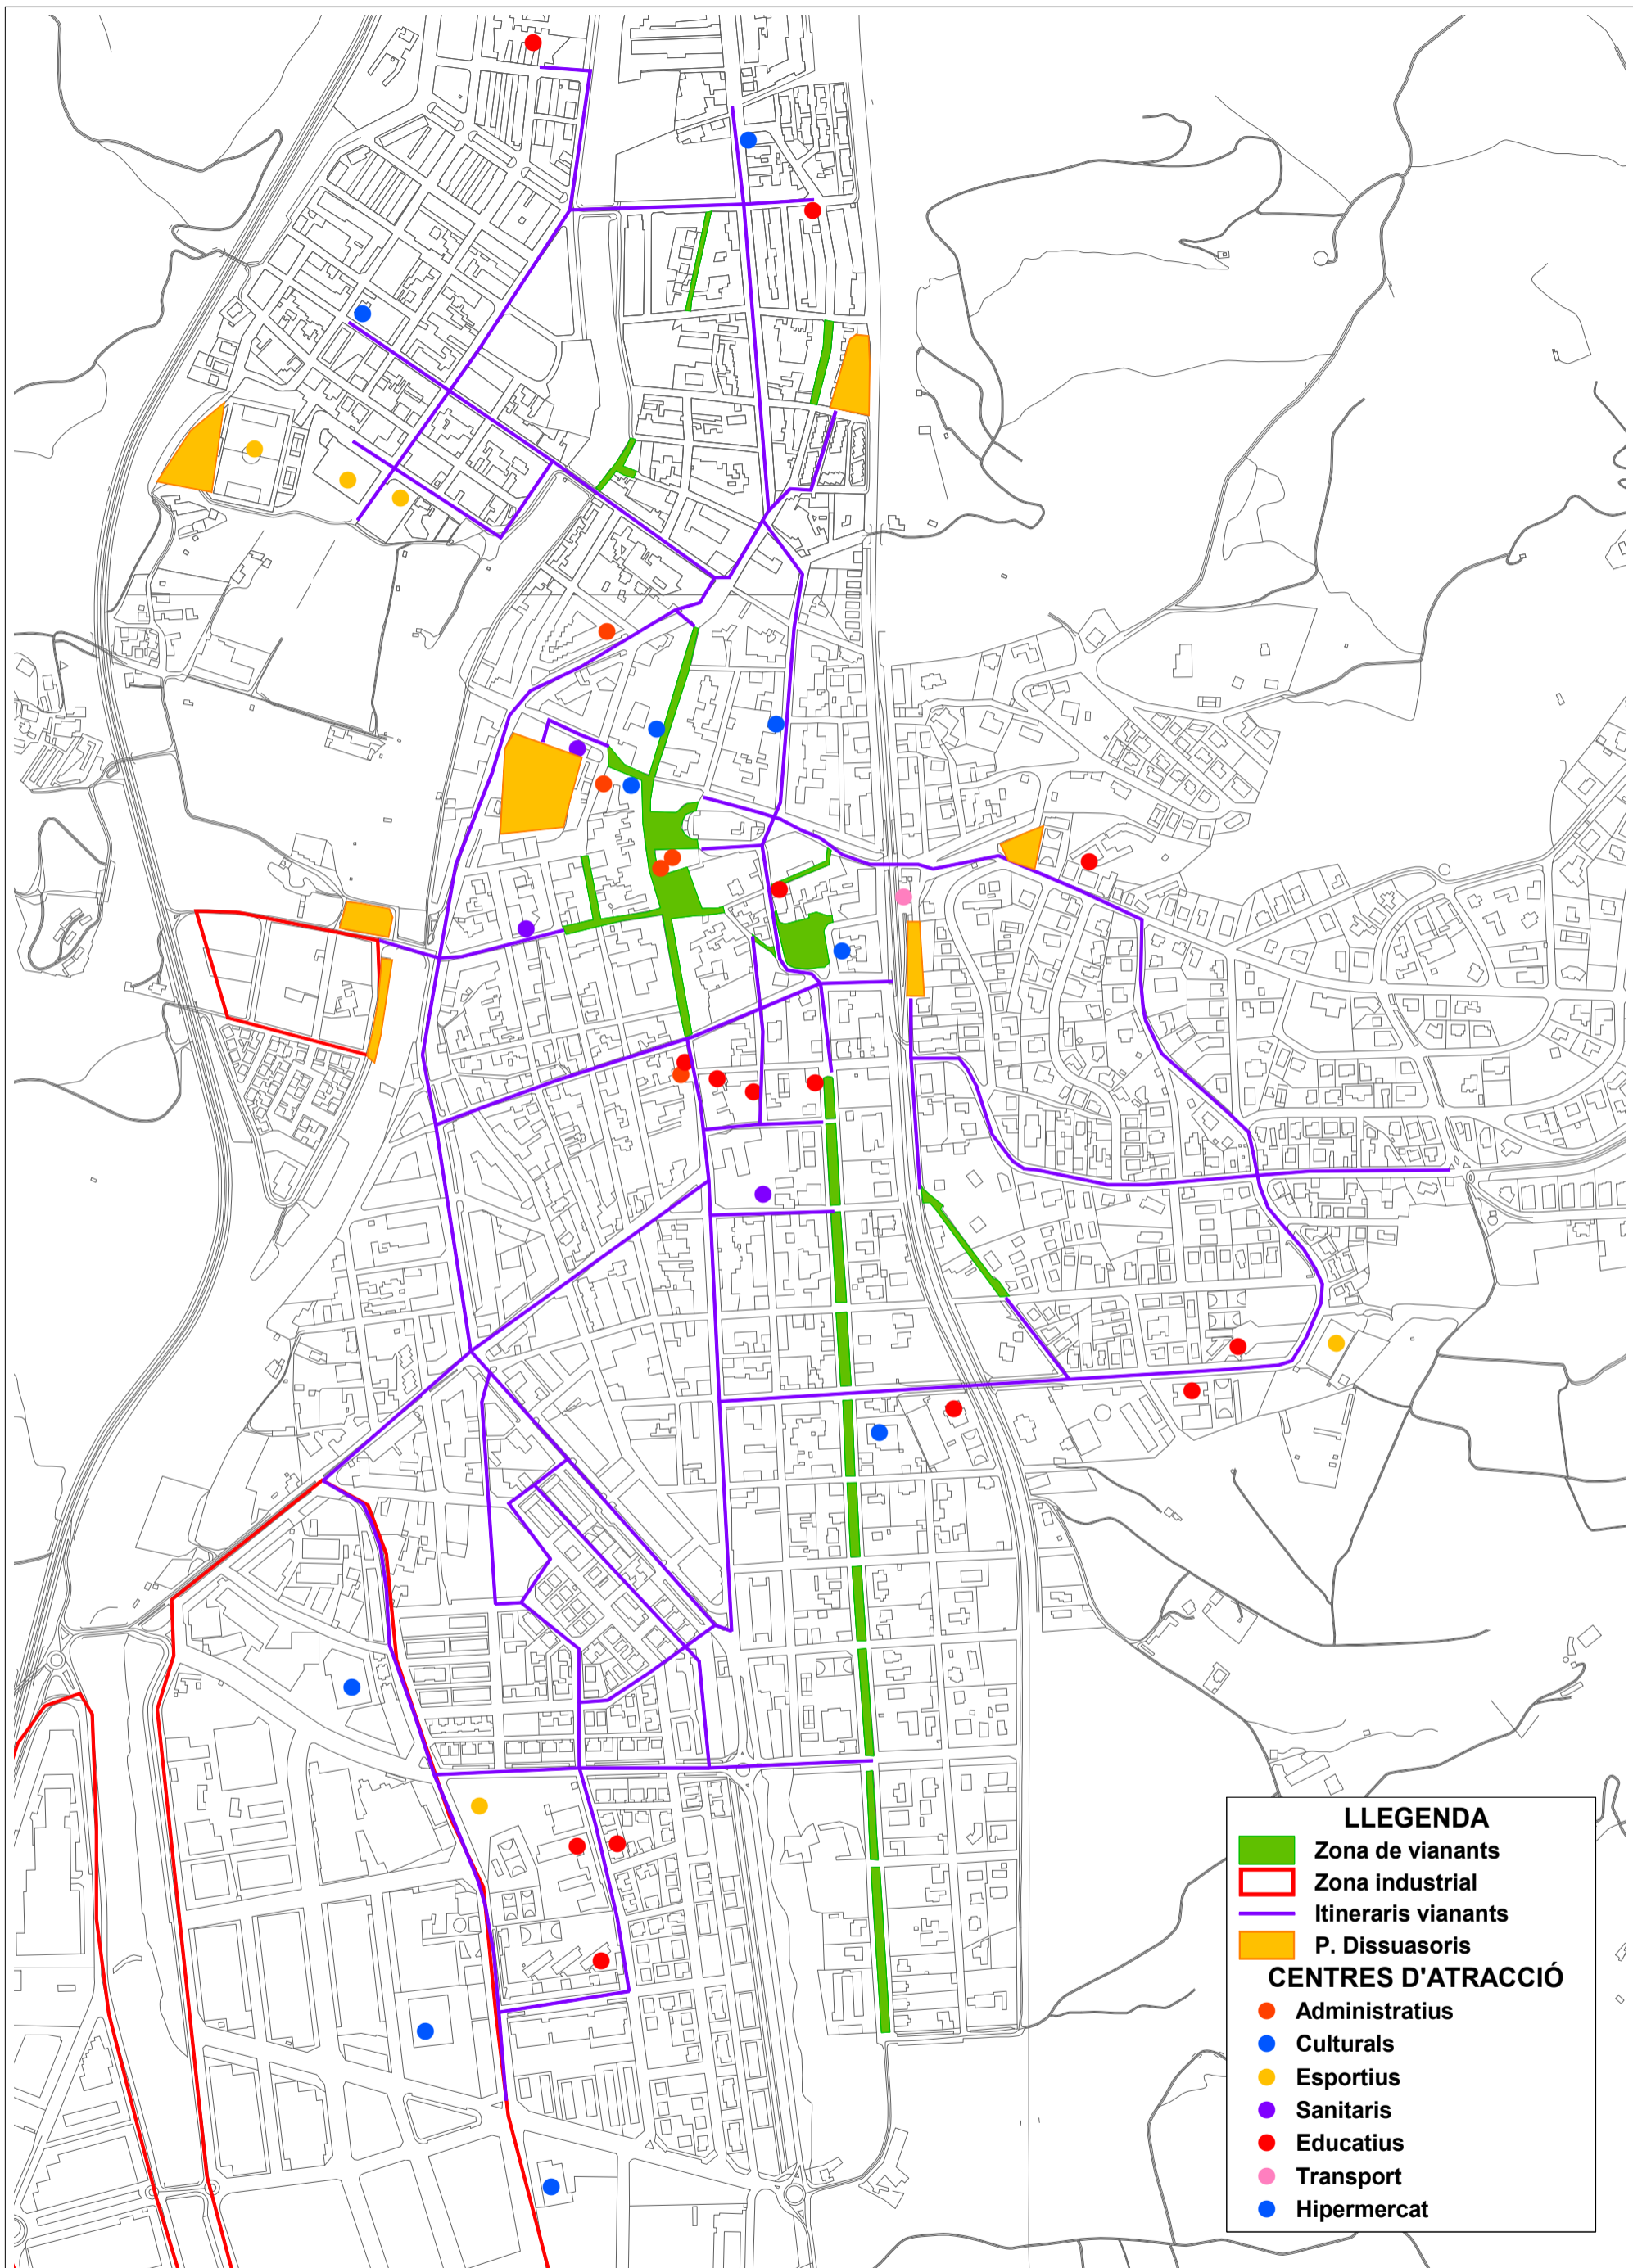 LLEGENDA
Zona de vianants
Zona industrial
Itineraris vianants
P. Dissuasoris
CENTRES D'ATRACCIÓ
Administratius
Culturals
Esportius
Sanitaris
Educatius
Transport
Hipermercat